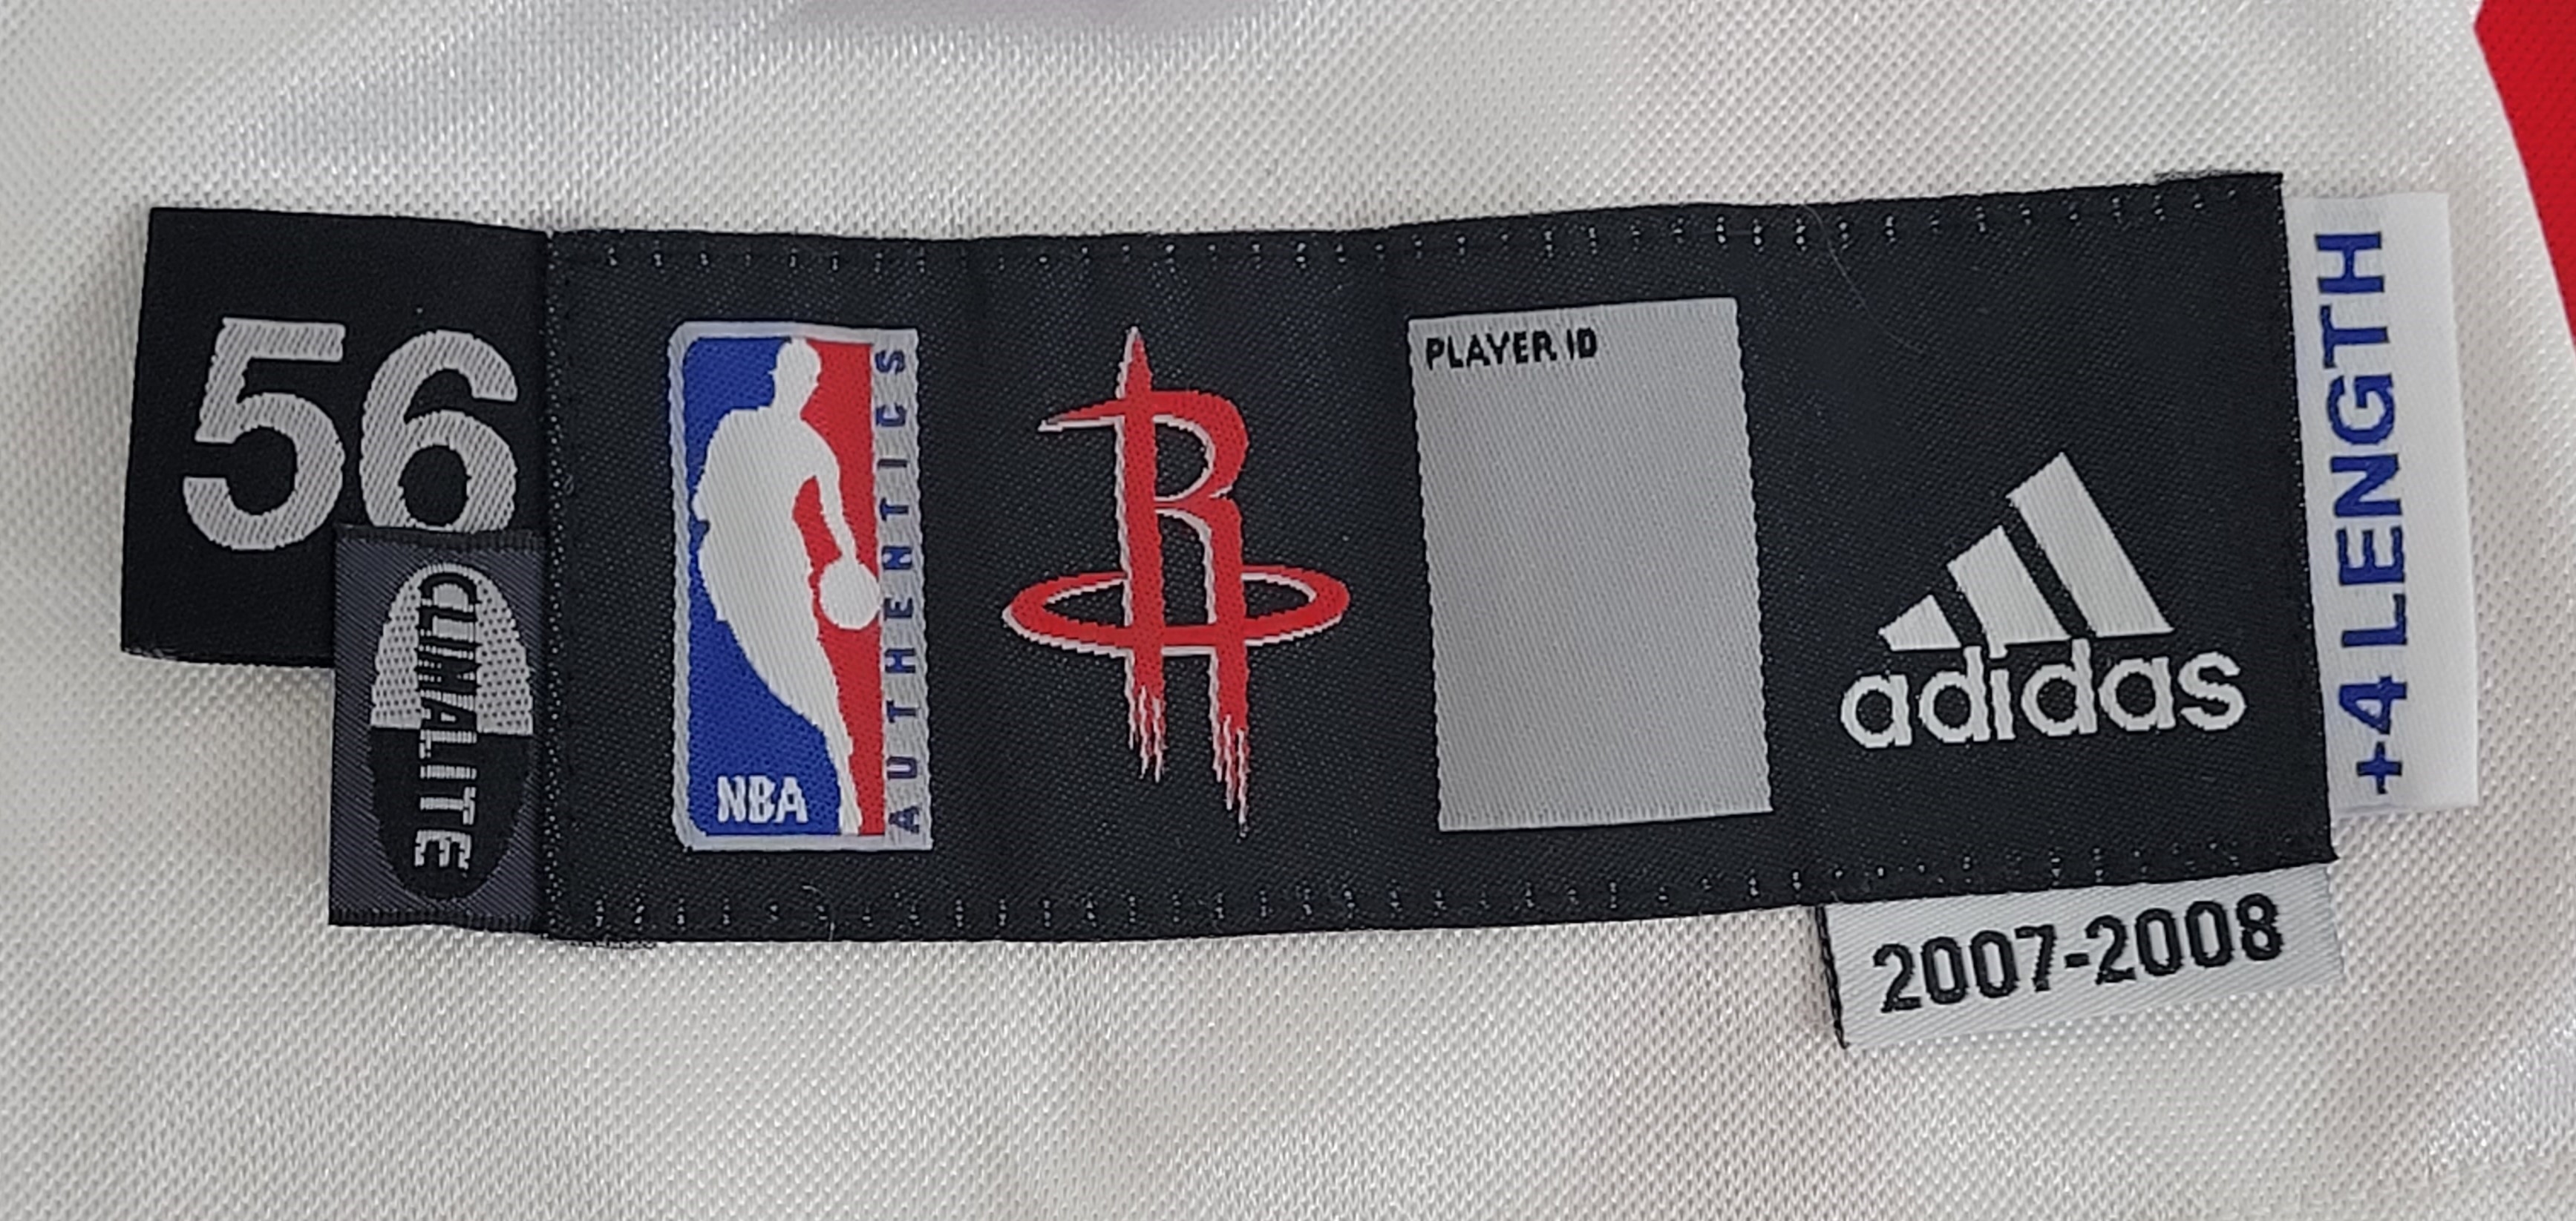 56
CLIMALITE
NBA
AUTHENTICS
R
PLAYER ID
adidas
+4 LENGTH
2007-2008